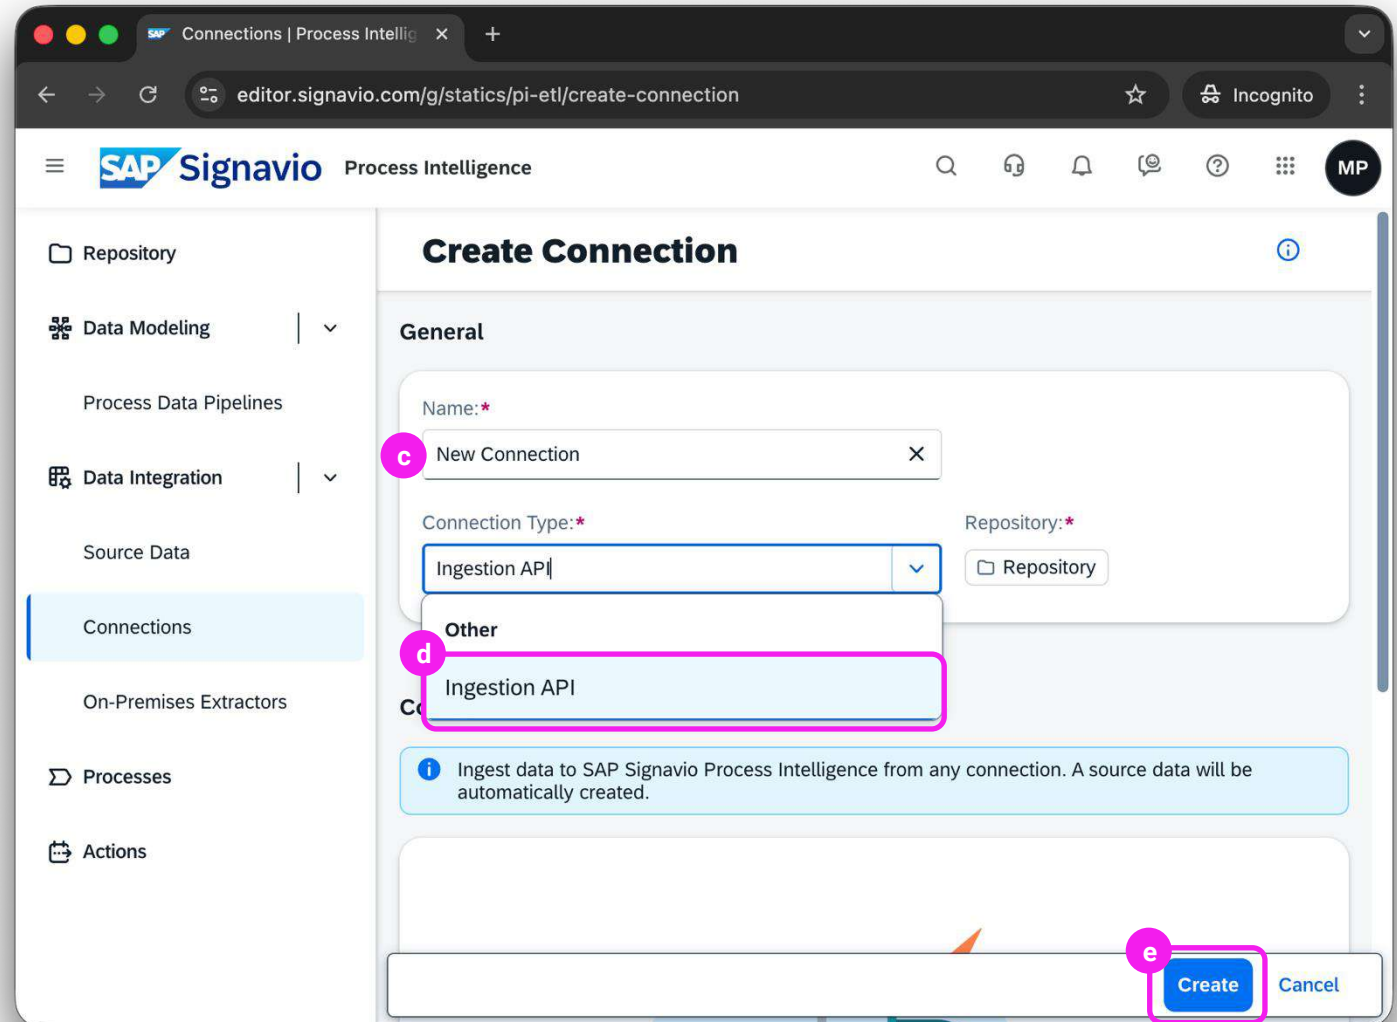 SAP Connections | Process Intellig
editor.signavio.com/g/statics/pi-etl/create-connection
Incognito
SAP Signavio Process Intelligence
MP
Repository
Data Modeling
Process Data Pipelines
Data Integration
Source Data
Connections
On-Premises Extractors
Processes
Actions
Create Connection
General
Name:*
c New Connection
Connection Type:* Repository:*
Ingestion API Repository
Other
d
Ingestion API
Ingest data to SAP Signavio Process Intelligence from any connection. A source data will be
automatically created.
e
Create Cancel